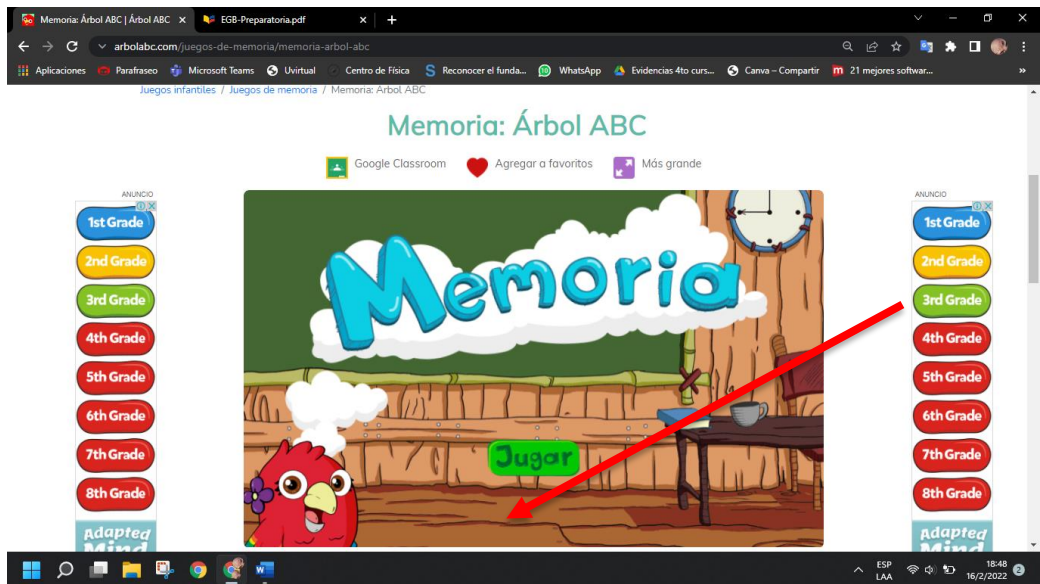 Memoria: Árbol ABC | Árbol ABC
EGB-Preparatoria.pdf
arbolabc.com/juegos-de-memoria/memoria-arbol-abc
Aplicaciones
Parafraseo
Microsoft Teams
Uvirtual
Centro de Física
Reconocer el funda...
WhatsApp
Evidencias 4to curs...
Canva – Compartir
21 mejores softwar...
»
Juegos infantiles / Juegos de memoria / Memoria: Árbol ABC
Memoria: Árbol ABC
Google Classroom
Agregar a favoritos
Más grande
ANUNCIO
1st Grade
2nd Grade
3rd Grade
4th Grade
5th Grade
6th Grade
7th Grade
8th Grade
Adapted
Mind
Memoria
Jugar
ANUNCIO
1st Grade
2nd Grade
3rd Grade
4th Grade
5th Grade
6th Grade
7th Grade
8th Grade
Adapted
Mind
ESP
LAA
18:48
16/2/2022
2